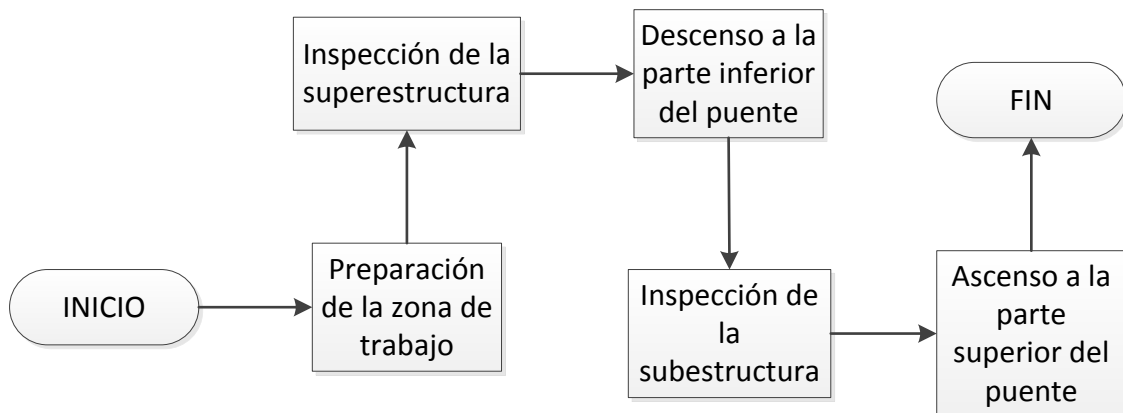 INICIO
Preparación
de la zona de
trabajo
Inspección de la
superestructura
Descenso a la
parte inferior
del puente
Inspección de
la
subestructura
Ascenso a la
parte
superior del
puente
FIN